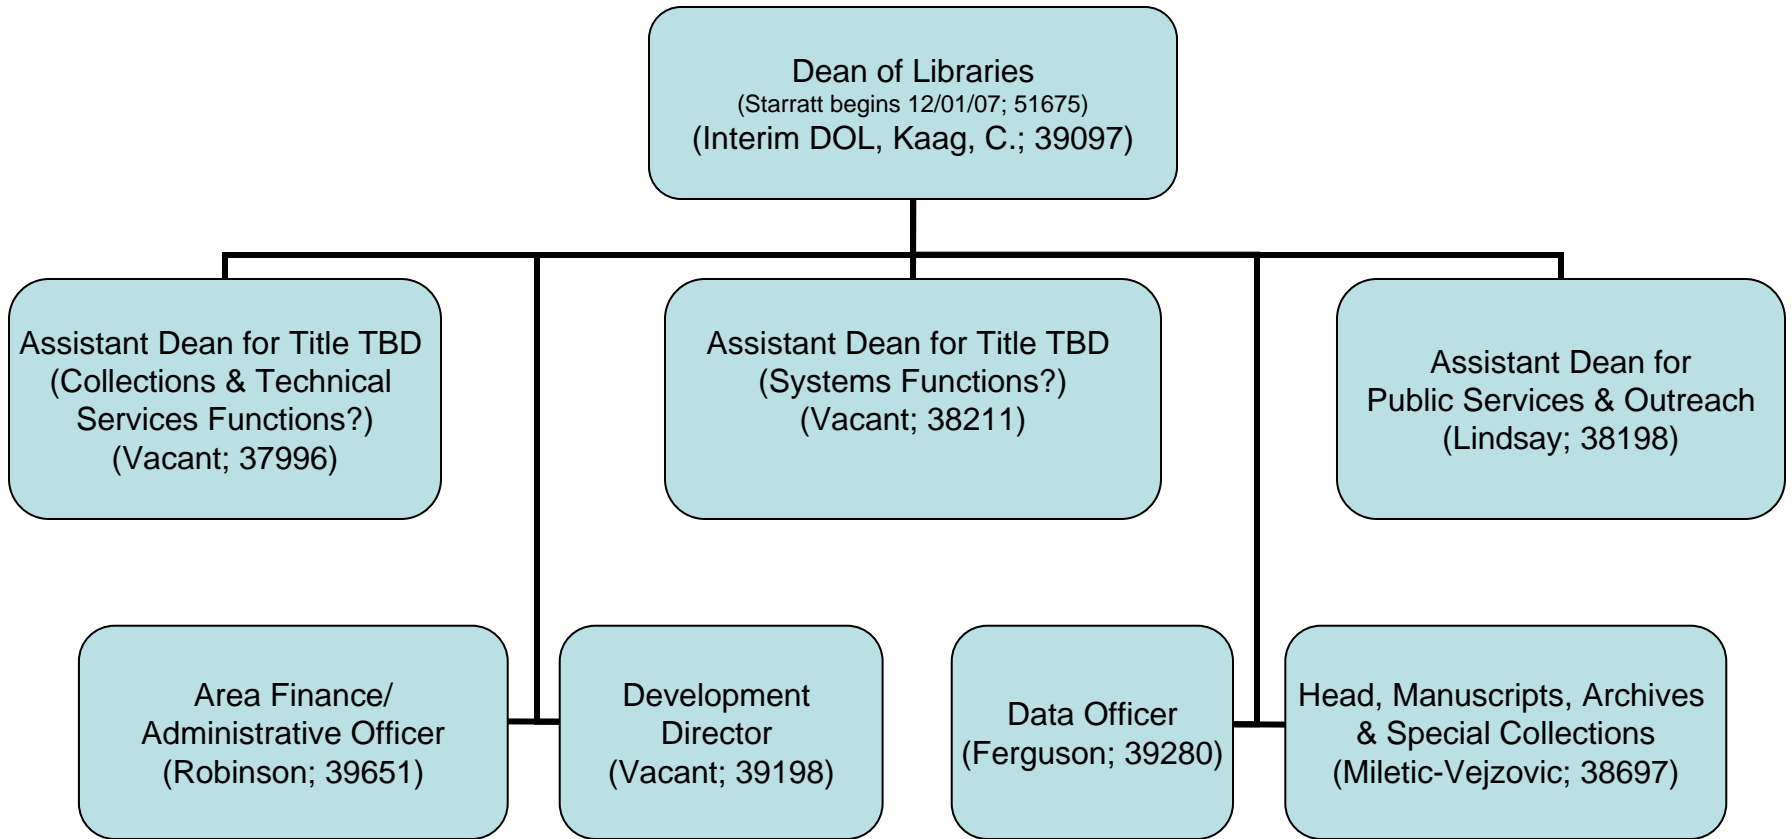 Dean of Libraries
(Starratt begins 12/01/07; 51675)
(Interim DOL, Kaag, C.; 39097)
Assistant Dean for Title TBD
(Collections & Technical
Services Functions?)
(Vacant; 37996)
Assistant Dean for Title TBD
(Systems Functions?)
(Vacant; 38211)
Assistant Dean for
Public Services & Outreach
(Lindsay; 38198)
Area Finance/
Administrative Officer
(Robinson; 39651)
Development
Director
(Vacant; 39198)
Data Officer
(Ferguson; 39280)
Head, Manuscripts, Archives
& Special Collections
(Miletic-Vejzovic; 38697)